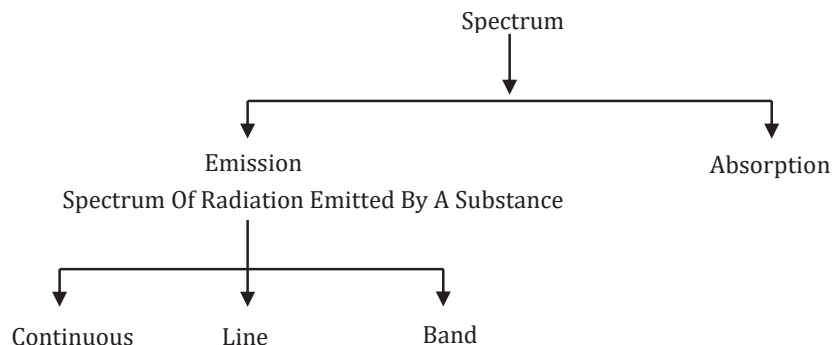 Spectrum
Emission
Absorption
Spectrum Of Radiation Emitted By A Substance
Continuous
Line
Band